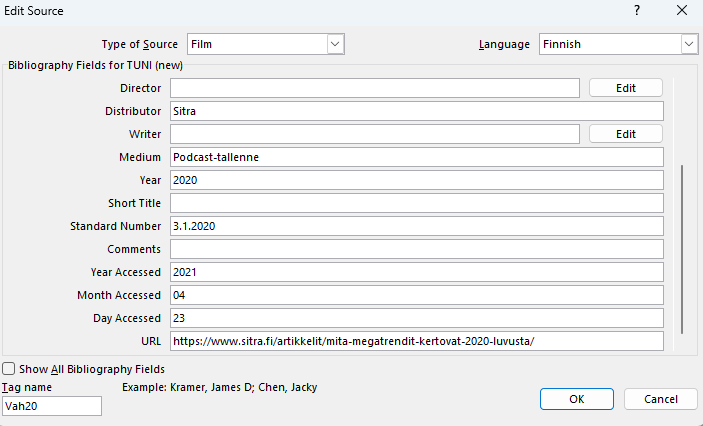 Edit Source
?
Type of Source Film Language Finnish
Bibliography Fields for TUNI (new)
Director Edit
Distributor Sitra
Writer Edit
Medium Podcast-tallenne
Year 2020
Short Title
Standard Number 3.1.2020
Comments
Year Accessed 2021
Month Accessed 04
Day Accessed 23
URL https://www.sitra.fi/artikkelit/mita-megatrendit-kertovat-2020-luvusta/
Show All Bibliography Fields
Tag name Example: Kramer, James D; Chen, Jacky
Vah20 OK Cancel